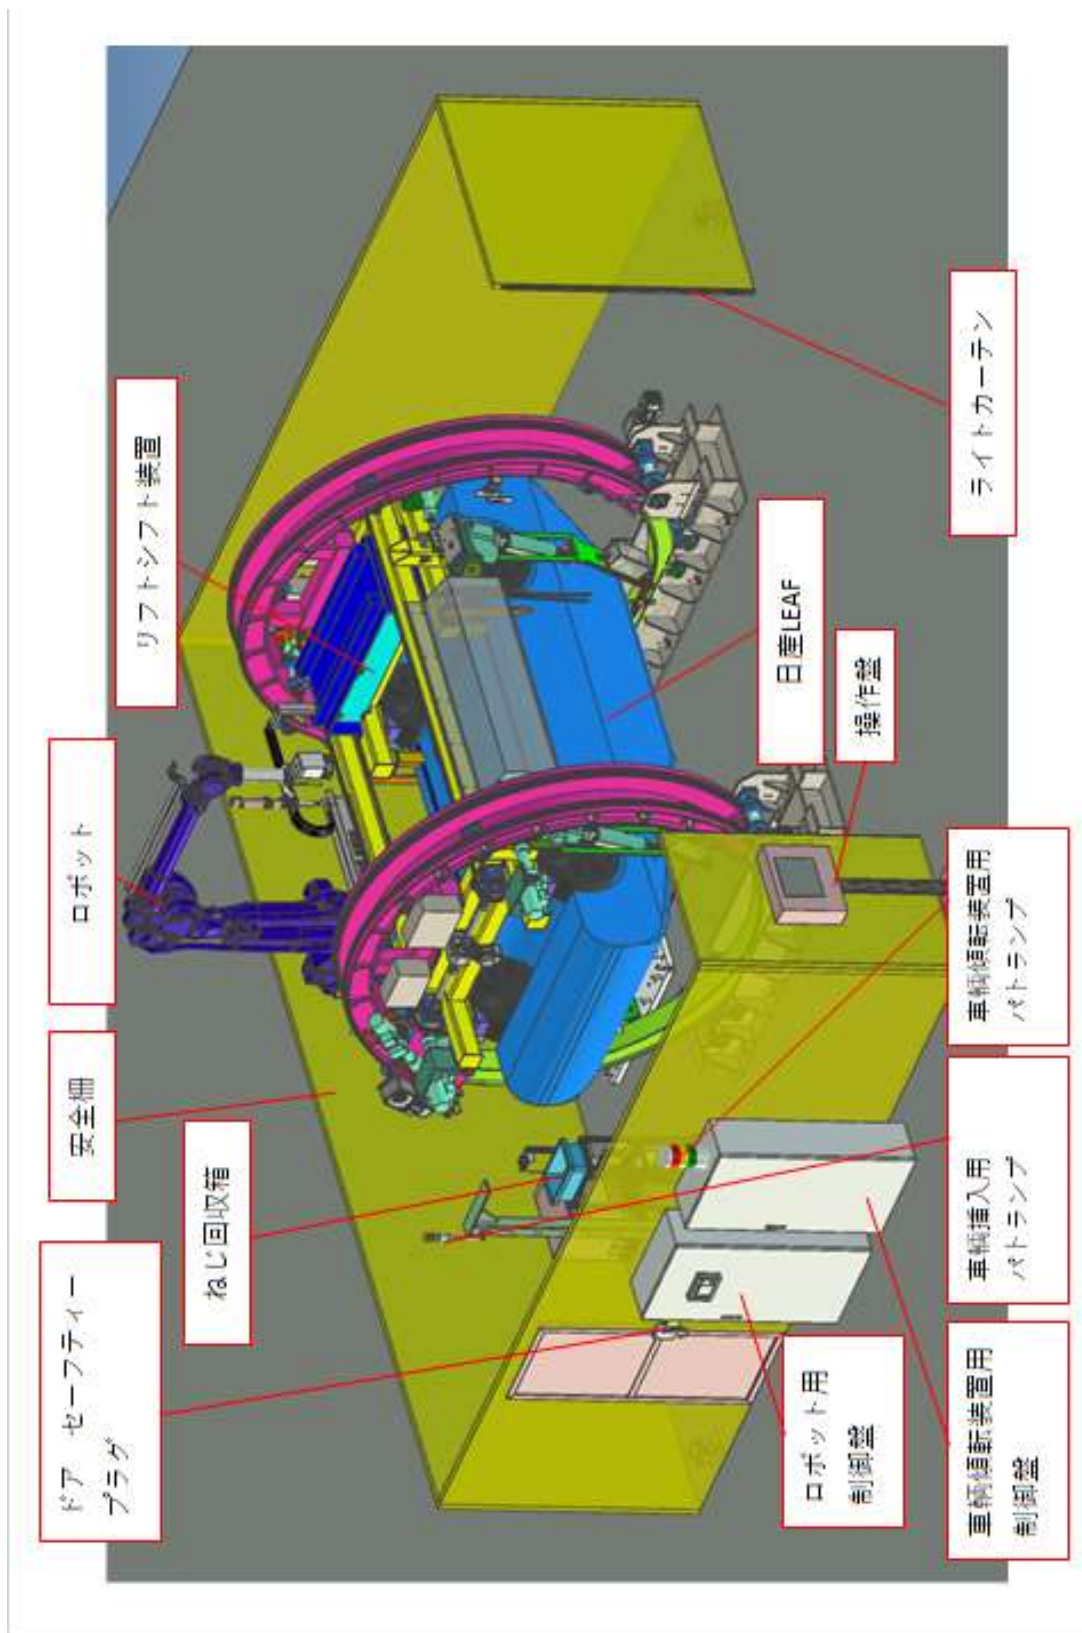 ドア セーフティー
プラグ
安全柵
ロボット
ねじ回収箱
リフトシフト装置
ロボット用
制御盤
車輌傾転装置用
制御盤
車輌挿入用
パトランプ
車輌傾転装置用
パトランプ
操作盤
日産LEAF
ライトカーテン